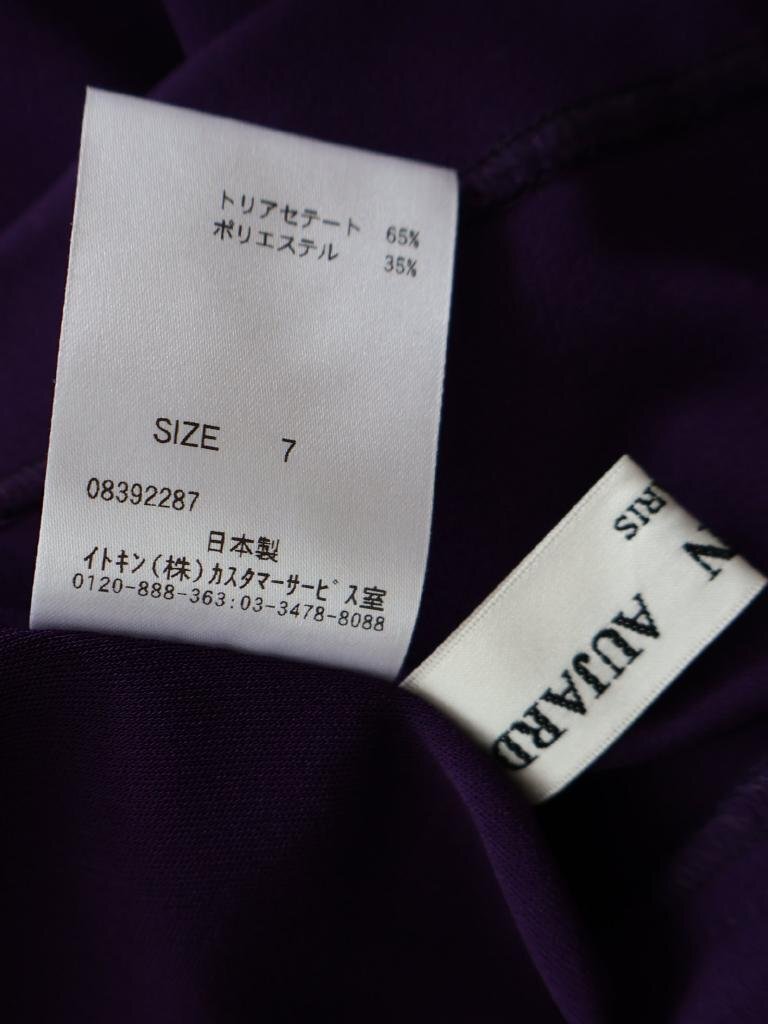 トリアセテート 65%
ポリエステル 35%
SIZE 7
08392287
日本製
イトキン(株)カスタマーサービス室
0120-888-363:03-3478-8088
AUJARD